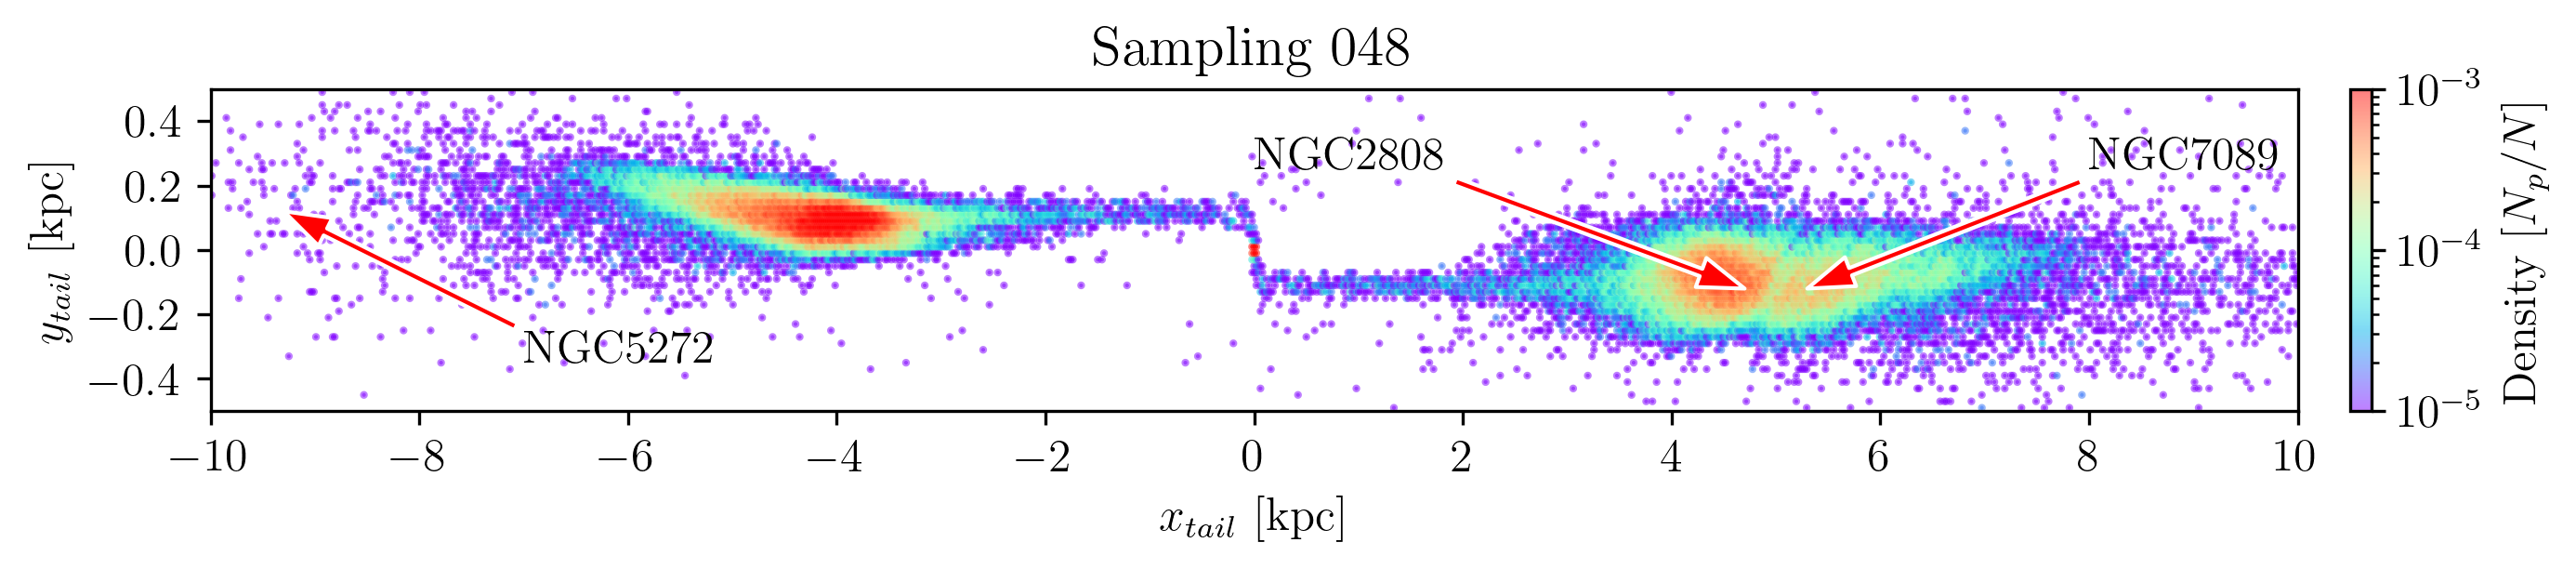 Sampling 048
0.4
0.2
0.0
−0.2
−0.4
y_tail [kpc]
NGC2808
NGC7089
NGC5272
−10 −8 −6 −4 −2 0 2 4 6 8 10
x_tail [kpc]
10⁻³
10⁻⁴
10⁻⁵
Density [N_p/N]